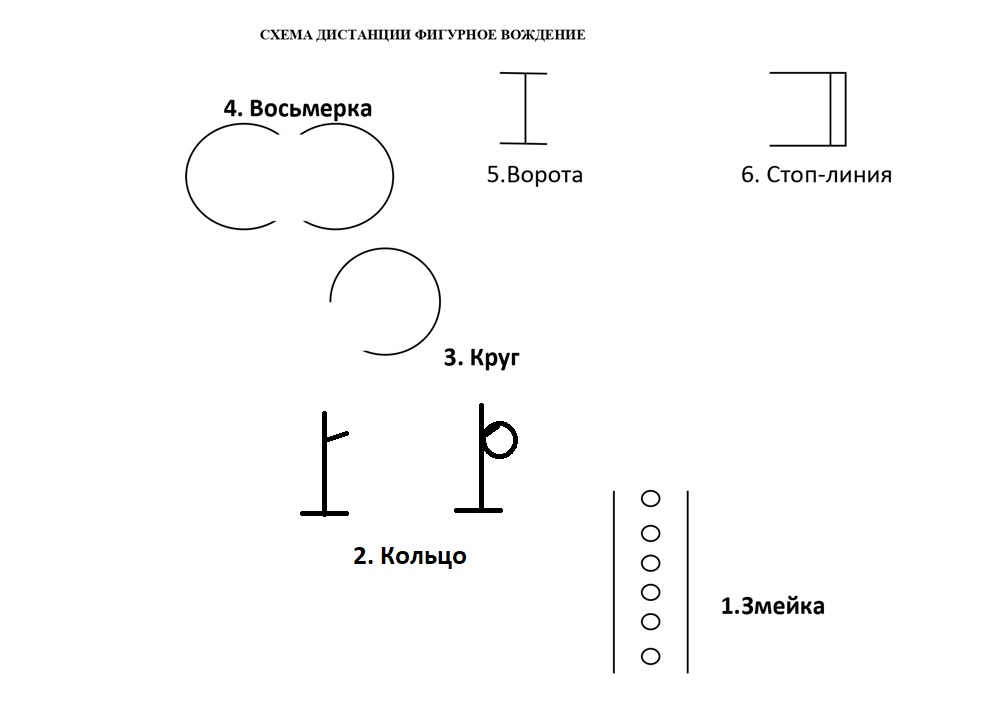 СХЕМА ДИСТАНЦИИ ФИГУРНОЕ ВОЖДЕНИЕ
4. Восьмерка
5.Ворота
6. Стоп-линия
3. Круг
2. Кольцо
1.Змейка